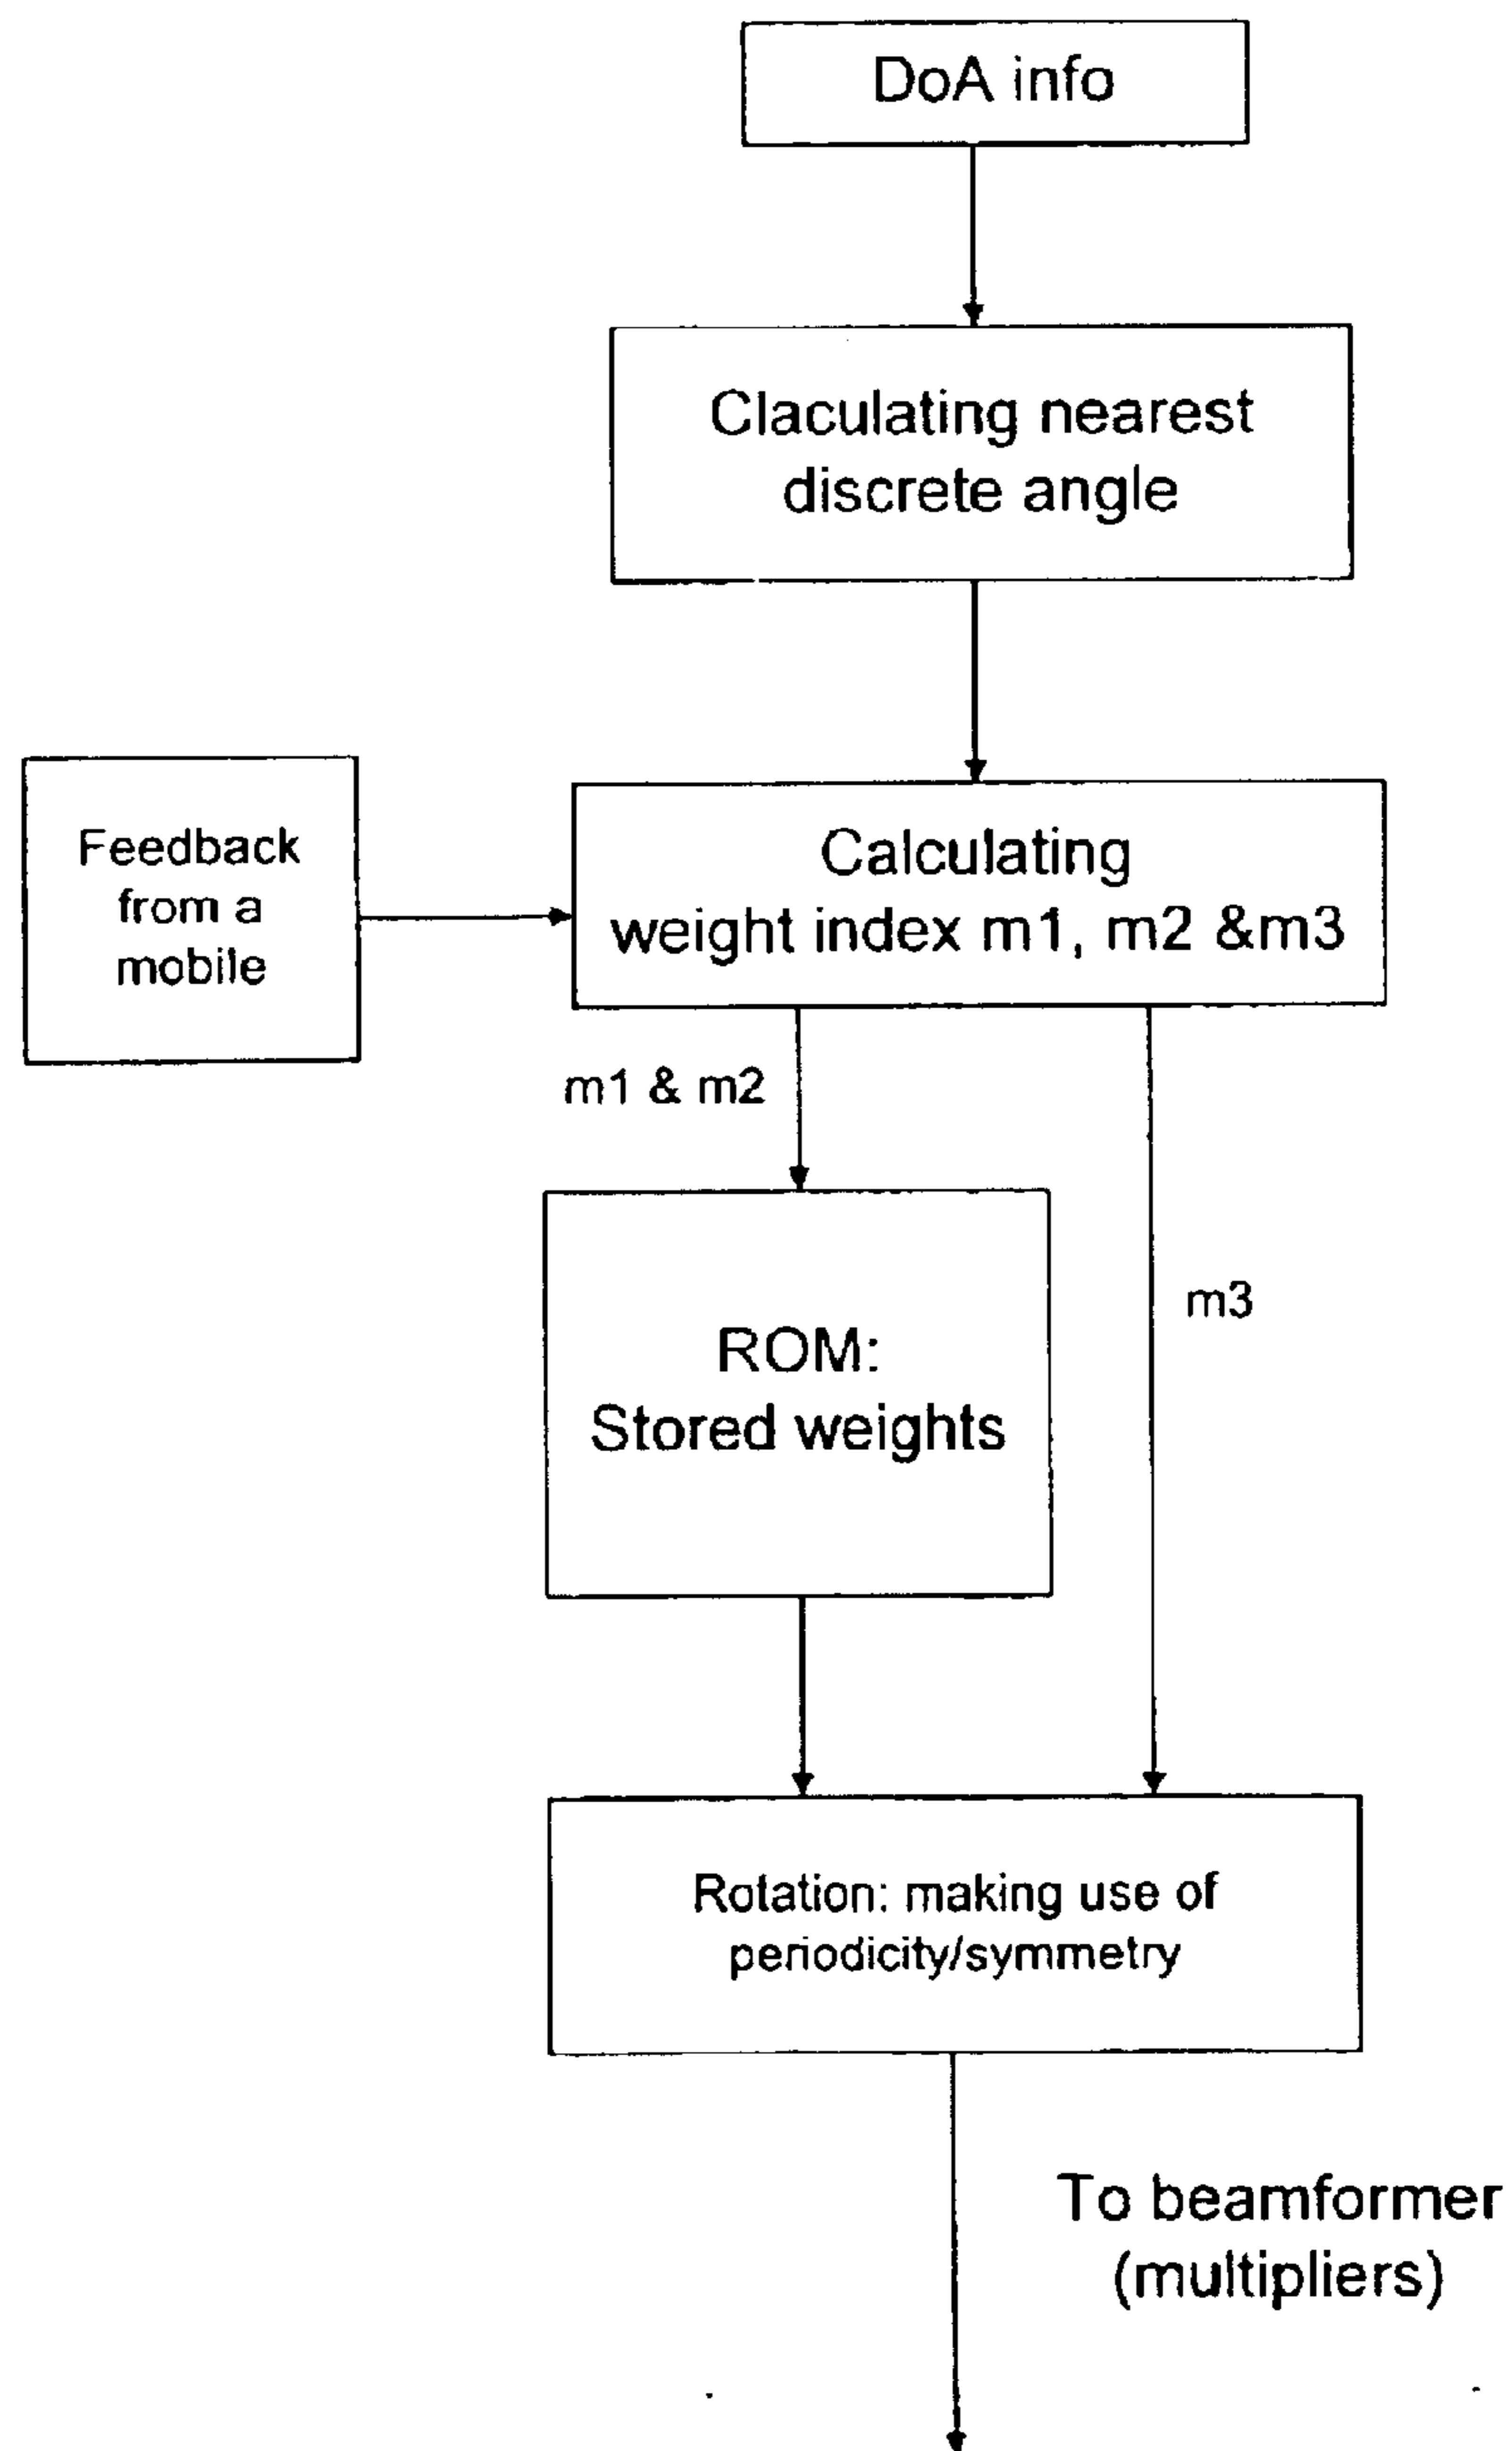 DoA info
Claculating nearest
discrete angle
Feedback
from a
mobile
Calculating
weight index m1, m2 &m3
m1 & m2
m3
ROM:
Stored weights
Rotation: making use of
periodicity/symmetry
To beamformer
(multipliers)